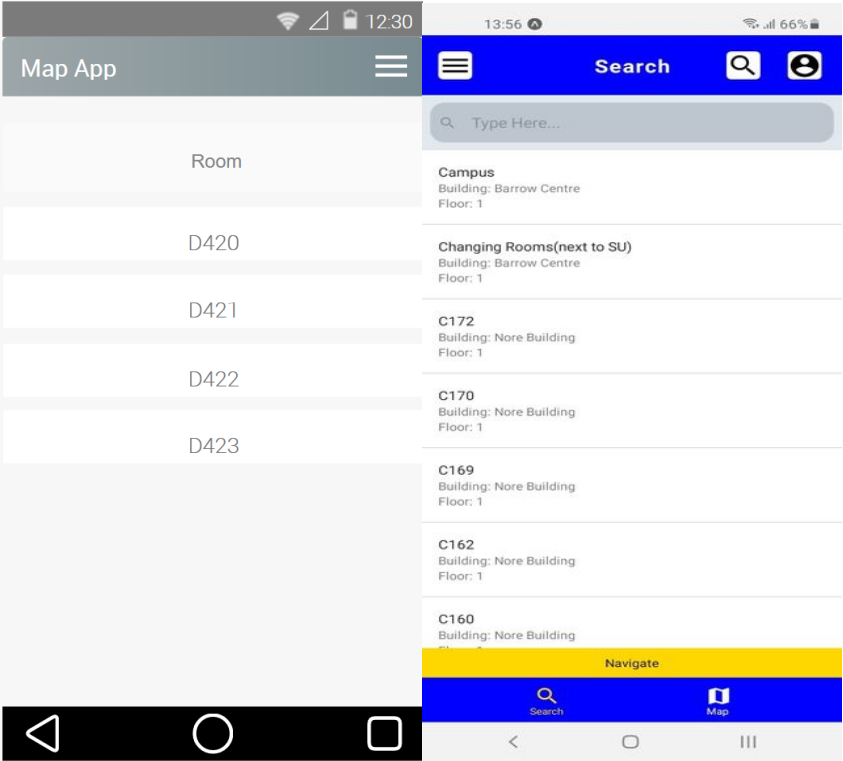 12:30
Map App
Room
D420
D421
D422
D423
13:56
66%
Search
Type Here...
Campus
Building: Barrow Centre
Floor: 1
Changing Rooms(next to SU)
Building: Barrow Centre
Floor: 1
C172
Building: Nore Building
Floor: 1
C170
Building: Nore Building
Floor: 1
C169
Building: Nore Building
Floor: 1
C162
Building: Nore Building
Floor: 1
C160
Building: Nore Building
Navigate
Search
Map